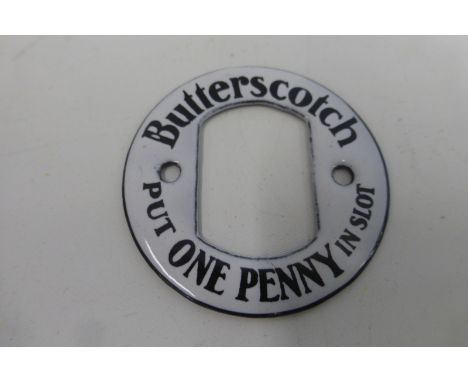 Butterscotch
PUT ONE PENNY IN SLOT